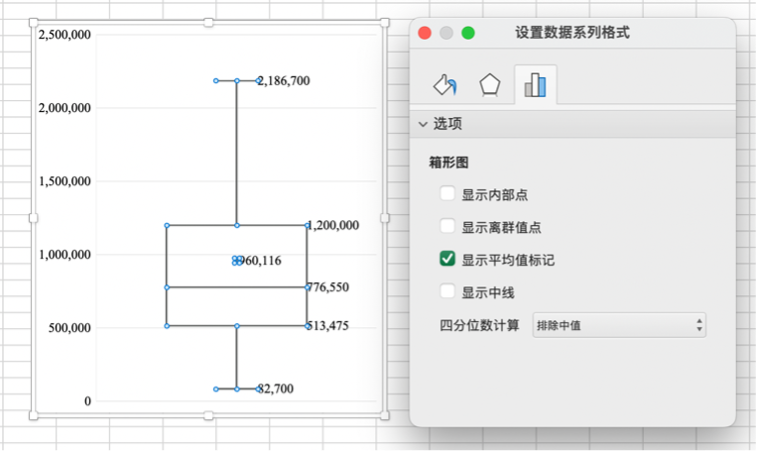 设置数据系列格式
2,500,000
2,186,700
2,000,000
选项
箱形图
1,500,000
显示内部点
1,200,000
显示离群值点
1,000,000
960,116
显示平均值标记
776,550
显示中线
500,000
513,475
四分位数计算 排除中值
82,700
0